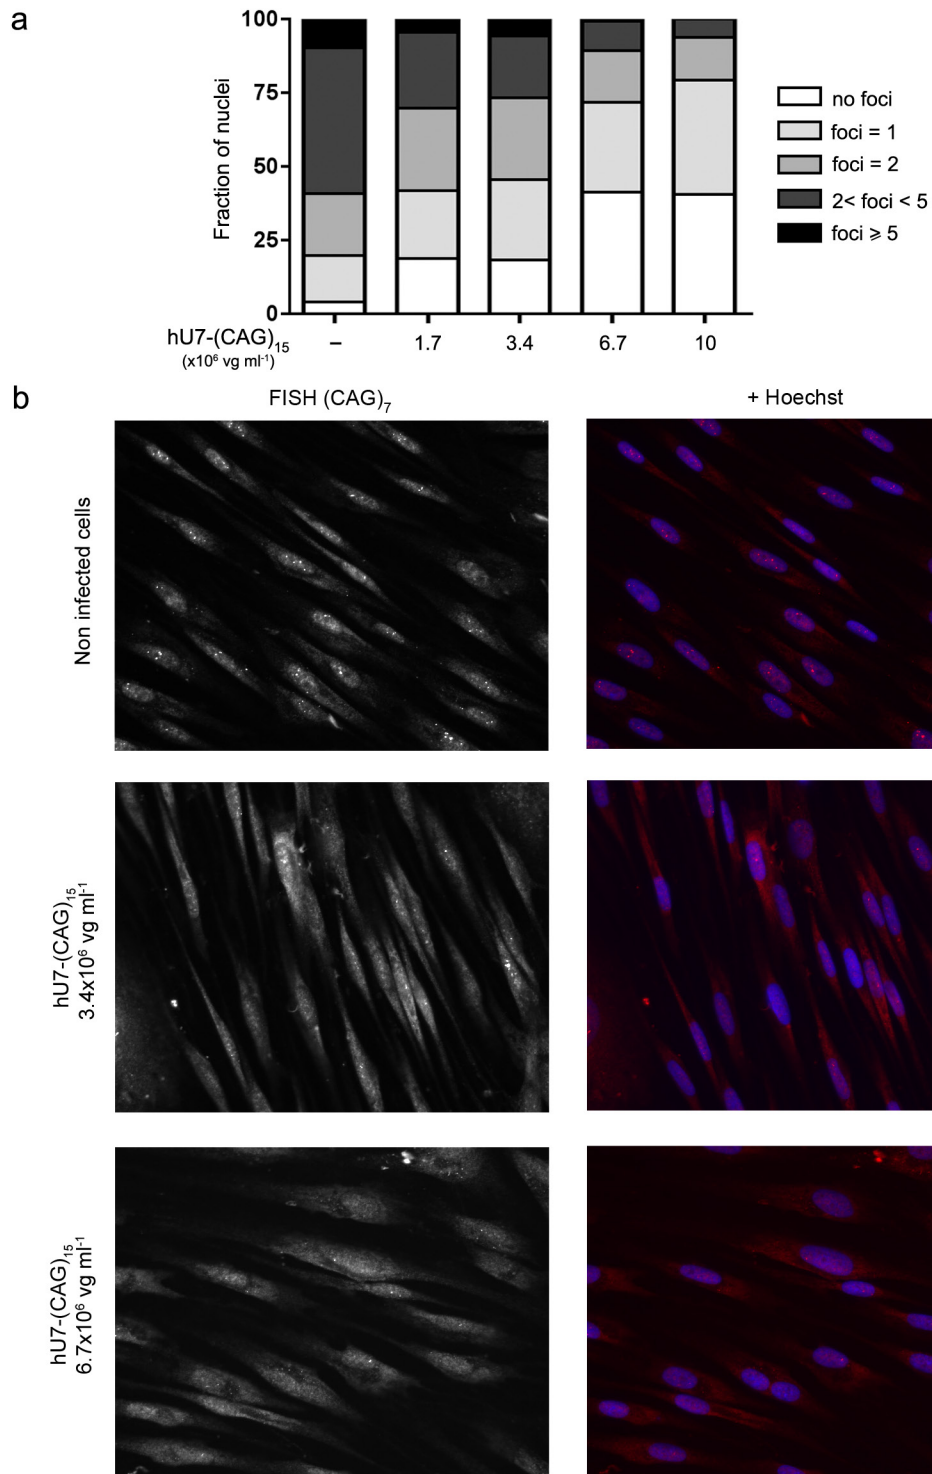 a
Fraction of nuclei
100
75
50
25
0
no foci
foci = 1
foci = 2
2< foci < 5
foci ⩾ 5
hU7-(CAG)15
(x10⁶ vg ml⁻¹)
– 1.7 3.4 6.7 10
b
FISH (CAG)7 + Hoechst
Non infected cells
hU7-(CAG)15
3.4x10⁶ vg ml⁻¹
hU7-(CAG)15
6.7x10⁶ vg ml⁻¹